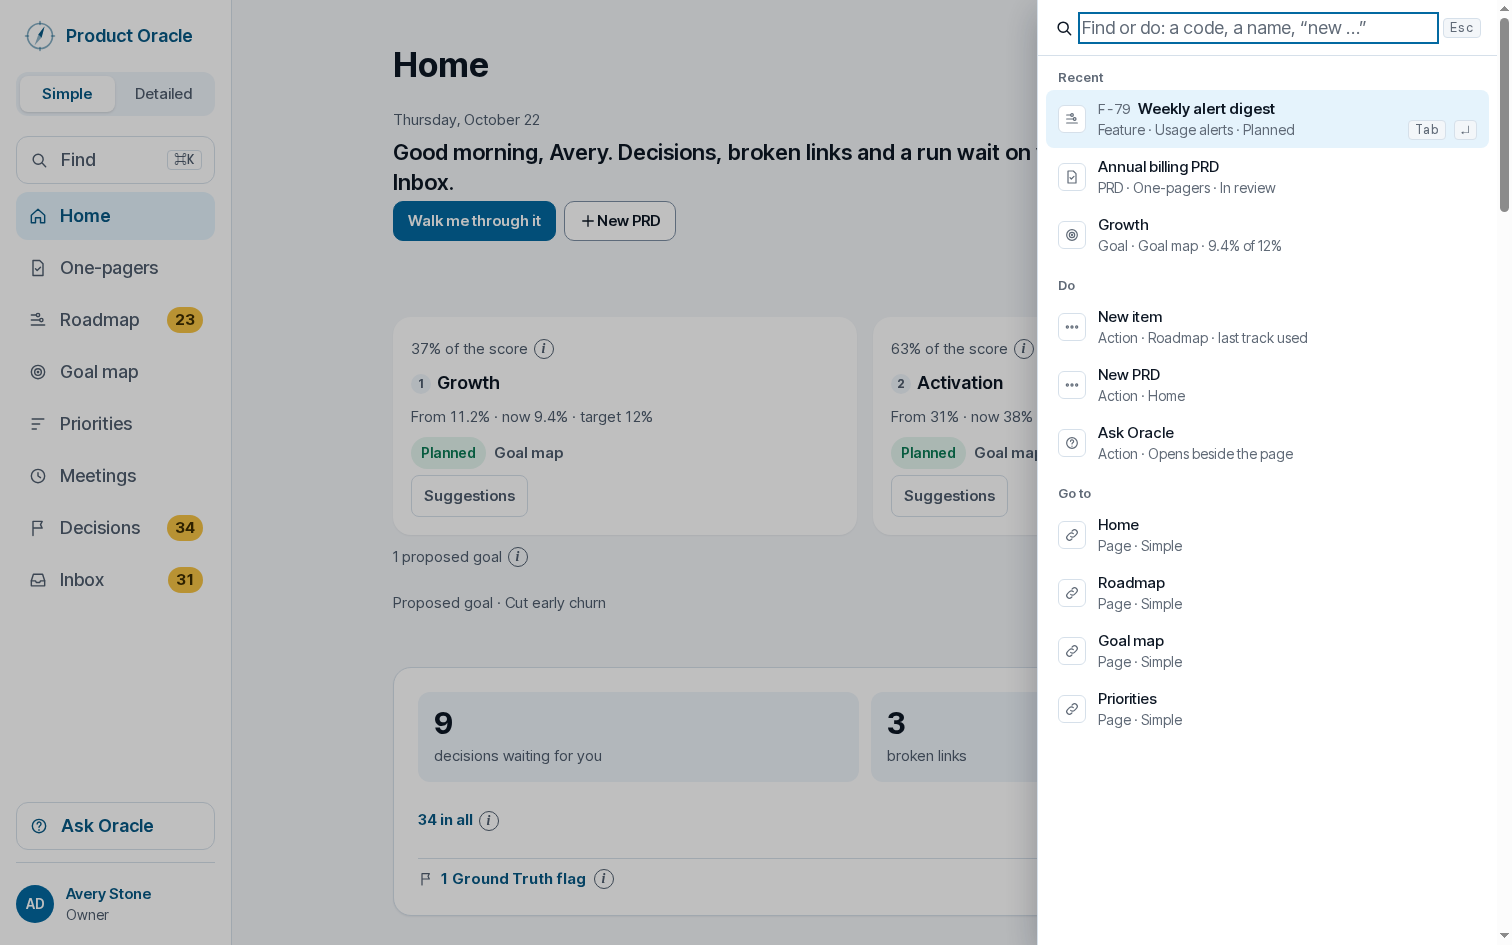 Product Oracle
Simple
Detailed
Find
⌘K
Home
One-pagers
Roadmap
23
Goal map
Priorities
Meetings
Decisions
34
Inbox
31
Ask Oracle
AD
Avery Stone
Owner
Home
Thursday, October 22
Good morning, Avery. Decisions, broken links and a run wait on
Inbox.
Walk me through it
+ New PRD
37% of the score i
1 Growth
From 11.2% · now 9.4% · target 12%
Planned
Goal map
Suggestions
63% of the score i
2 Activation
From 31% · now 38%
Planned
Goal map
Suggestions
1 proposed goal i
Proposed goal · Cut early churn
9
decisions waiting for you
3
broken links
34 in all i
1 Ground Truth flag i
Find or do: a code, a name, “new …”
Esc
Recent
F-79 Weekly alert digest
Feature · Usage alerts · Planned
Tab ↵
Annual billing PRD
PRD · One-pagers · In review
Growth
Goal · Goal map · 9.4% of 12%
Do
New item
Action · Roadmap · last track used
New PRD
Action · Home
Ask Oracle
Action · Opens beside the page
Go to
Home
Page · Simple
Roadmap
Page · Simple
Goal map
Page · Simple
Priorities
Page · Simple